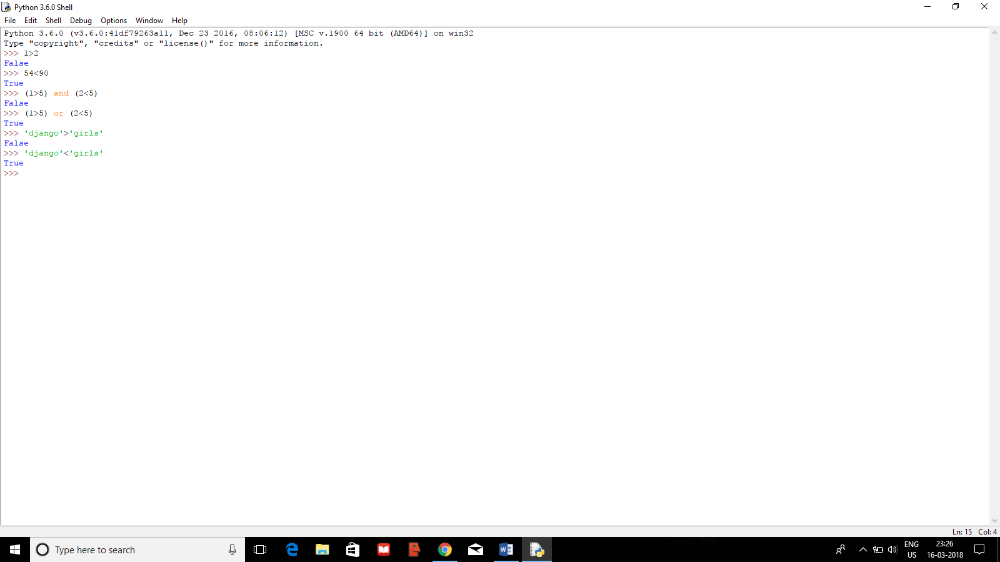 Python 3.6.0 Shell
File Edit Shell Debug Options Window Help
Python 3.6.0 (v3.6.0:41df79263a11, Dec 23 2016, 08:06:12) [MSC v.1900 64 bit (AMD64)] on win32
Type "copyright", "credits" or "license()" for more information.
>>> 1>2
False
>>> 54<90
True
>>> (1>5) and (2<5)
False
>>> (1>5) or (2<5)
True
>>> 'django'>'girls'
False
>>> 'django'<'girls'
True
>>>
Ln: 15 Col: 4
Type here to search
ENG
US
23:26
16-03-2018